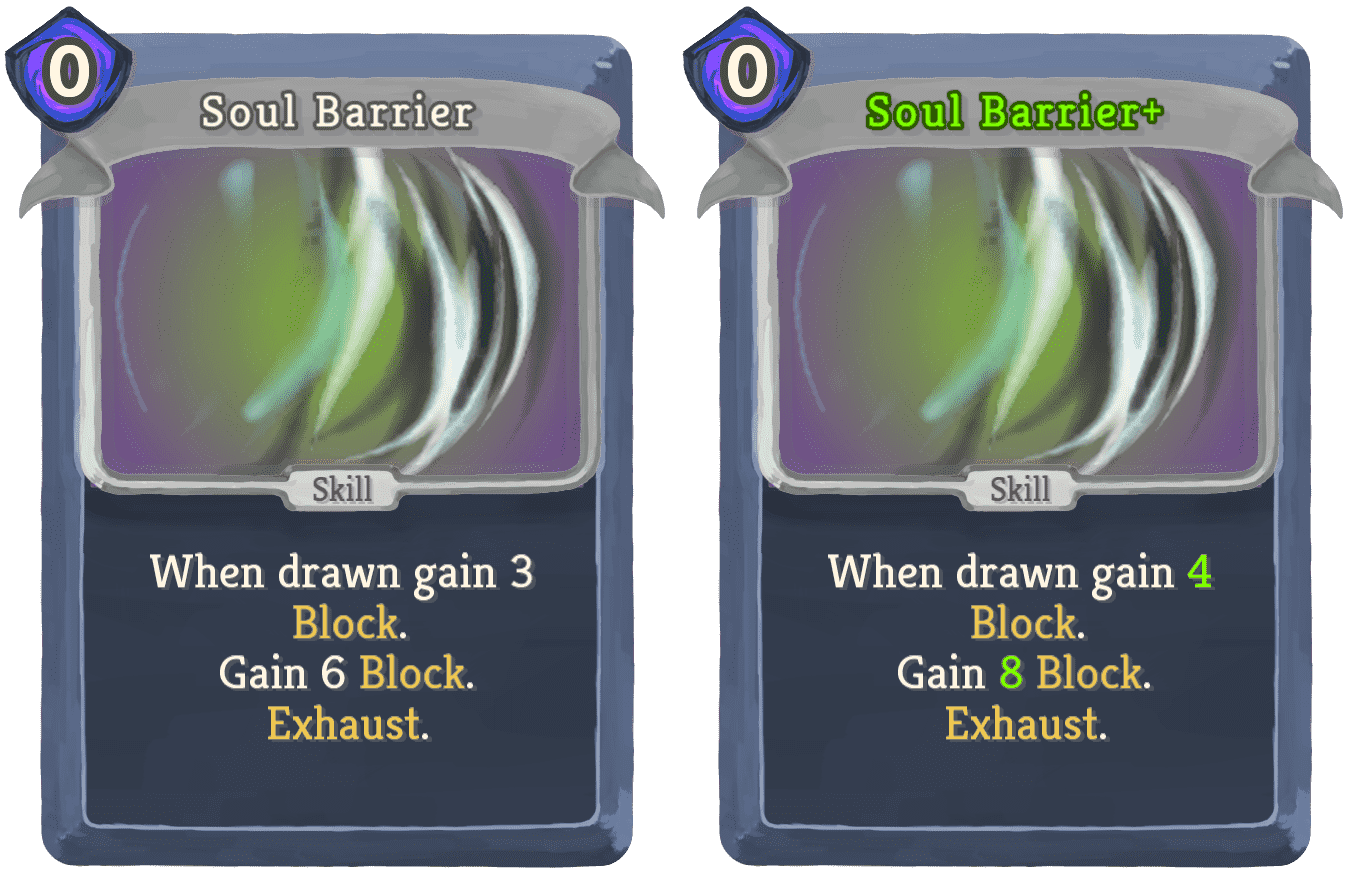 0
Soul Barrier
Skill
When drawn gain 3
Block.
Gain 6 Block.
Exhaust.
0
Soul Barrier+
Skill
When drawn gain 4
Block.
Gain 8 Block.
Exhaust.